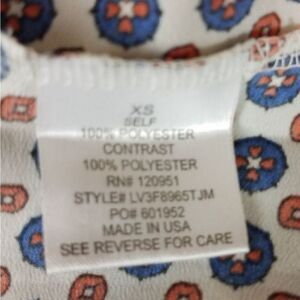 XS
SELF
100% POLYESTER
CONTRAST
100% POLYESTER
RN# 120951
STYLE# LV3F8965TJM
PO# 601952
MADE IN USA
SEE REVERSE FOR CARE